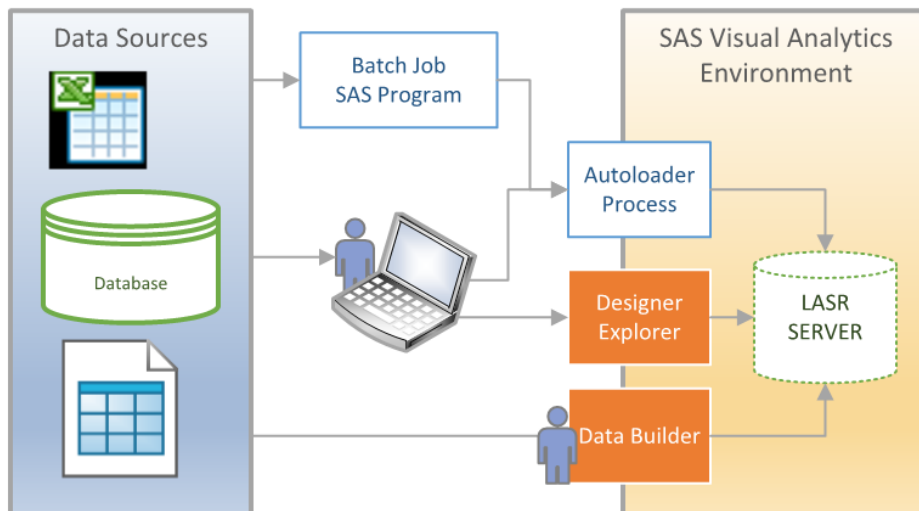 Data Sources
Database
Batch Job
SAS Program
SAS Visual Analytics
Environment
Autoloader
Process
Designer
Explorer
Data Builder
LASR
SERVER